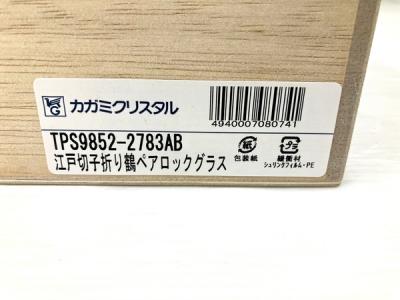 KG
カガミクリスタル
4940007080741
TPS9852-2783AB
江戸切子折り鶴ペアロックグラス
紙
包装紙
プラ
緩衝材
シュリンクフィルム・PE